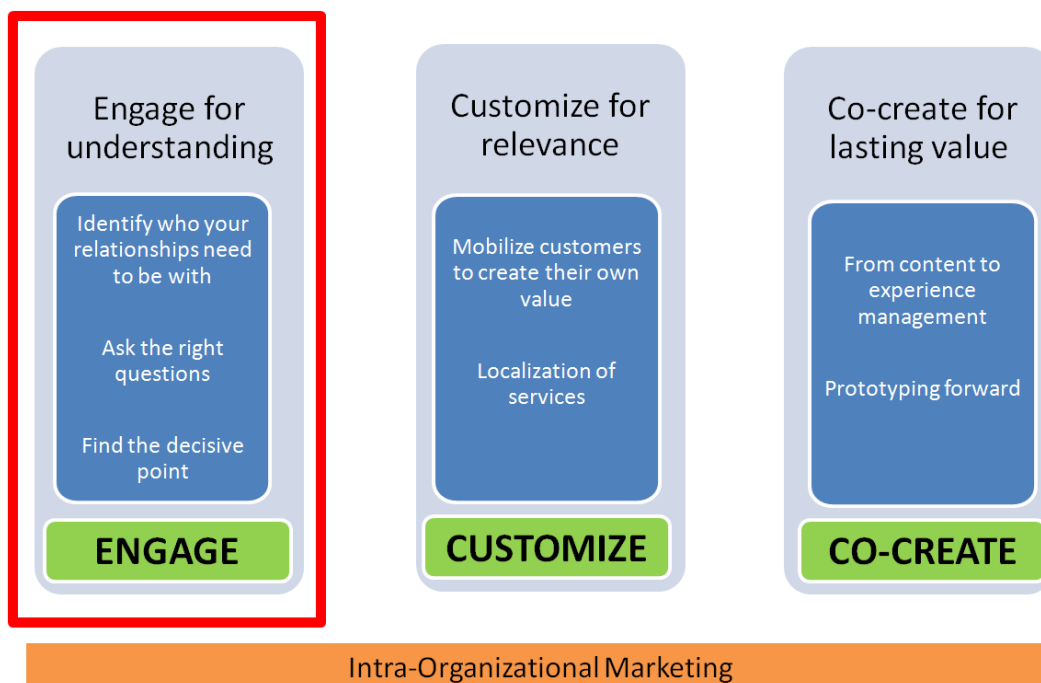 Engage for
understanding
Identify who your
relationships need
to be with
Ask the right
questions
Find the decisive
point
ENGAGE
Customize for
relevance
Mobilize customers
to create their own
value
Localization of
services
CUSTOMIZE
Co-create for
lasting value
From content to
experience
management
Prototyping forward
CO-CREATE
Intra-Organizational Marketing